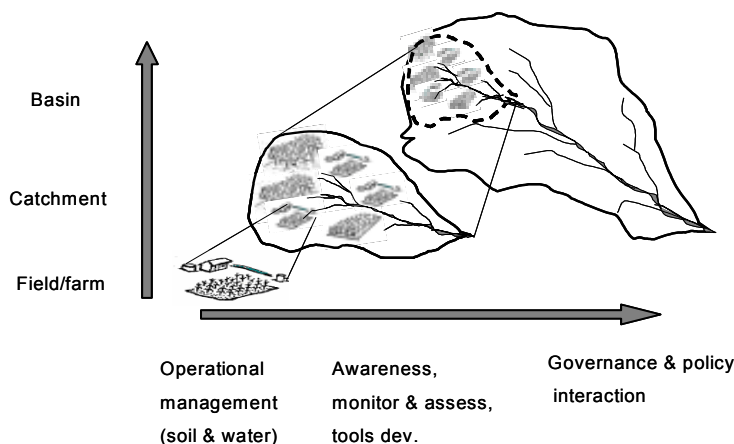 Basin
Catchment
Field/farm
Operational
management
(soil & water)
Awareness,
monitor & assess,
tools dev.
Governance & policy
interaction